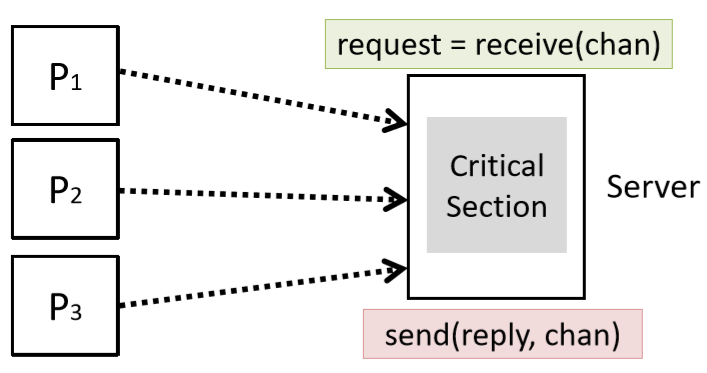 P1
P2
P3
request = receive(chan)
Critical
Section
Server
send(reply, chan)